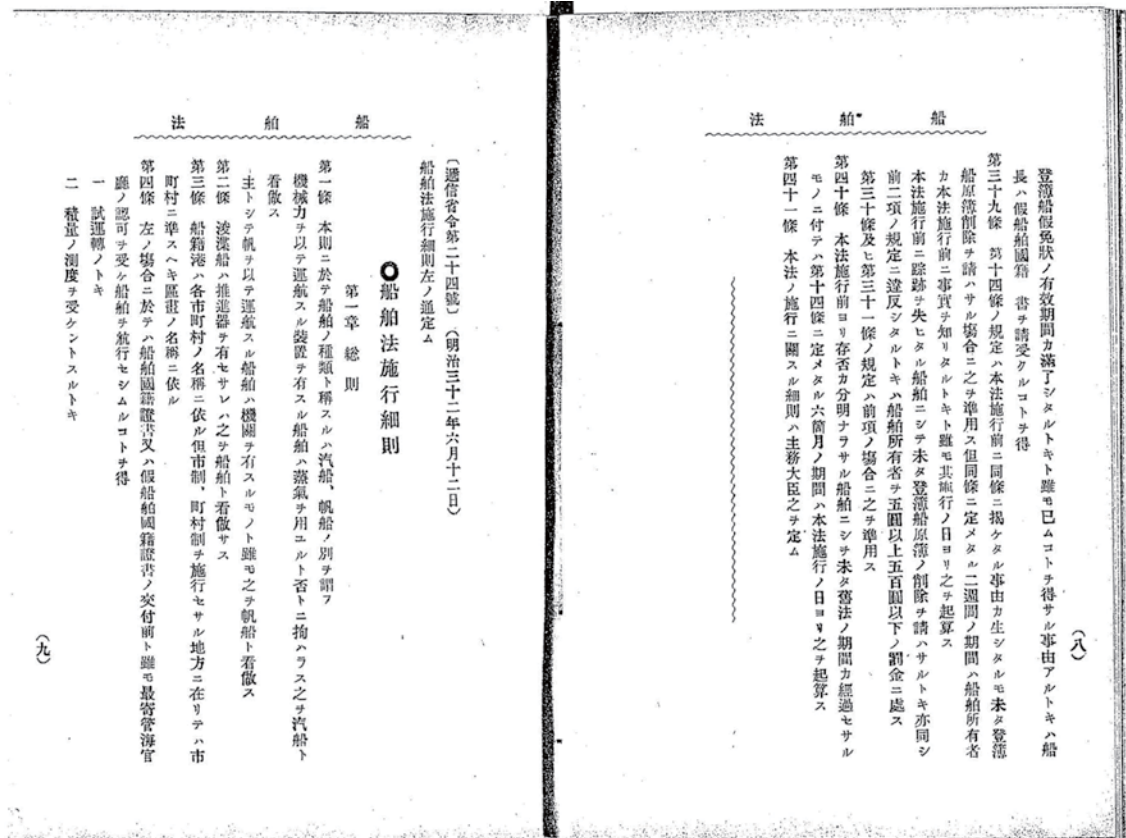 船舶法
登簿船假免狀ノ有效期間カ滿了シタルトキト雖モ已ムコトヲ得サル事由アルトキハ船
長ハ假船舶國籍 書ヲ請受クルコトヲ得
第三十九條 第十四條ノ規定ハ本法施行前ニ同條ニ揭ケタル事由カ生シタルモ未タ登簿
船原簿削除ヲ請ハサル塲合ニ之ヲ準用ス但同條ニ定メタル二週間ノ期間ハ船舶所有者
カ本法施行前ニ事實ヲ知リタルトキト雖モ其施行ノ日ヨリ之ヲ起算ス
本法施行前ニ踪跡ヲ失ヒタル船舶ニシテ未タ登簿船原簿ノ削除ヲ請ハサルトキ亦同シ
前二項ノ規定ニ違反シタルトキハ船舶所有者ヲ五圓以上五百圓以下ノ罰金ニ處ス
第三十條及ヒ第三十一條ノ規定ハ前項ノ塲合ニ之ヲ準用ス
第四十條 本法施行前ヨリ存否カ分明ナラサル船舶ニシテ未タ舊法ノ期間カ經過セサル
モノニ付テハ第十四條ニ定メタル六箇月ノ期間ハ本法施行ノ日ヨリ之ヲ起算ス
第四十一條 本法ノ施行ニ關スル細則ハ主務大臣之ヲ定ム
(八)
船舶法
〔遞信省令第二十四號〕(明治三十二年六月十二日)
船舶法施行細則左ノ通定ム
◎船舶法施行細則
第一章 總則
第一條 本則ニ於テ船舶ノ種類ト稱スルハ汽船、帆船ノ別ヲ謂フ
機械力ヲ以テ運航スル裝置ヲ有スル船舶ハ蒸氣ヲ用ユルト否トニ拘ハラス之ヲ汽船ト
看做ス
主トシテ帆ヲ以テ運航スル船舶ハ機關ヲ有スルモノト雖モ之ヲ帆船ト看做ス
第二條 浚渫船ハ推進器ヲ有セサレハ之ヲ船舶ト看做サス
第三條 船籍港ハ各市町村ノ名稱ニ依ル但市制、町村制ヲ施行セサル地方ニ在リテハ市
町村ニ準スヘキ區畫ノ名稱ニ依ル
第四條 左ノ塲合ニ於テハ船舶國籍證書又ハ假船舶國籍證書ノ交付前ト雖モ最寄管海官
廳ノ認可ヲ受ケ船舶ヲ航行セシムルコトヲ得
一 試運轉ノトキ
二 積量ノ測度ヲ受ケントスルトキ
(九)